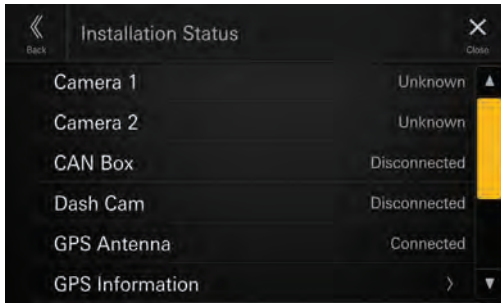 Installation Status
Back
Close
Camera 1 Unknown
Camera 2 Unknown
CAN Box Disconnected
Dash Cam Disconnected
GPS Antenna Connected
GPS Information